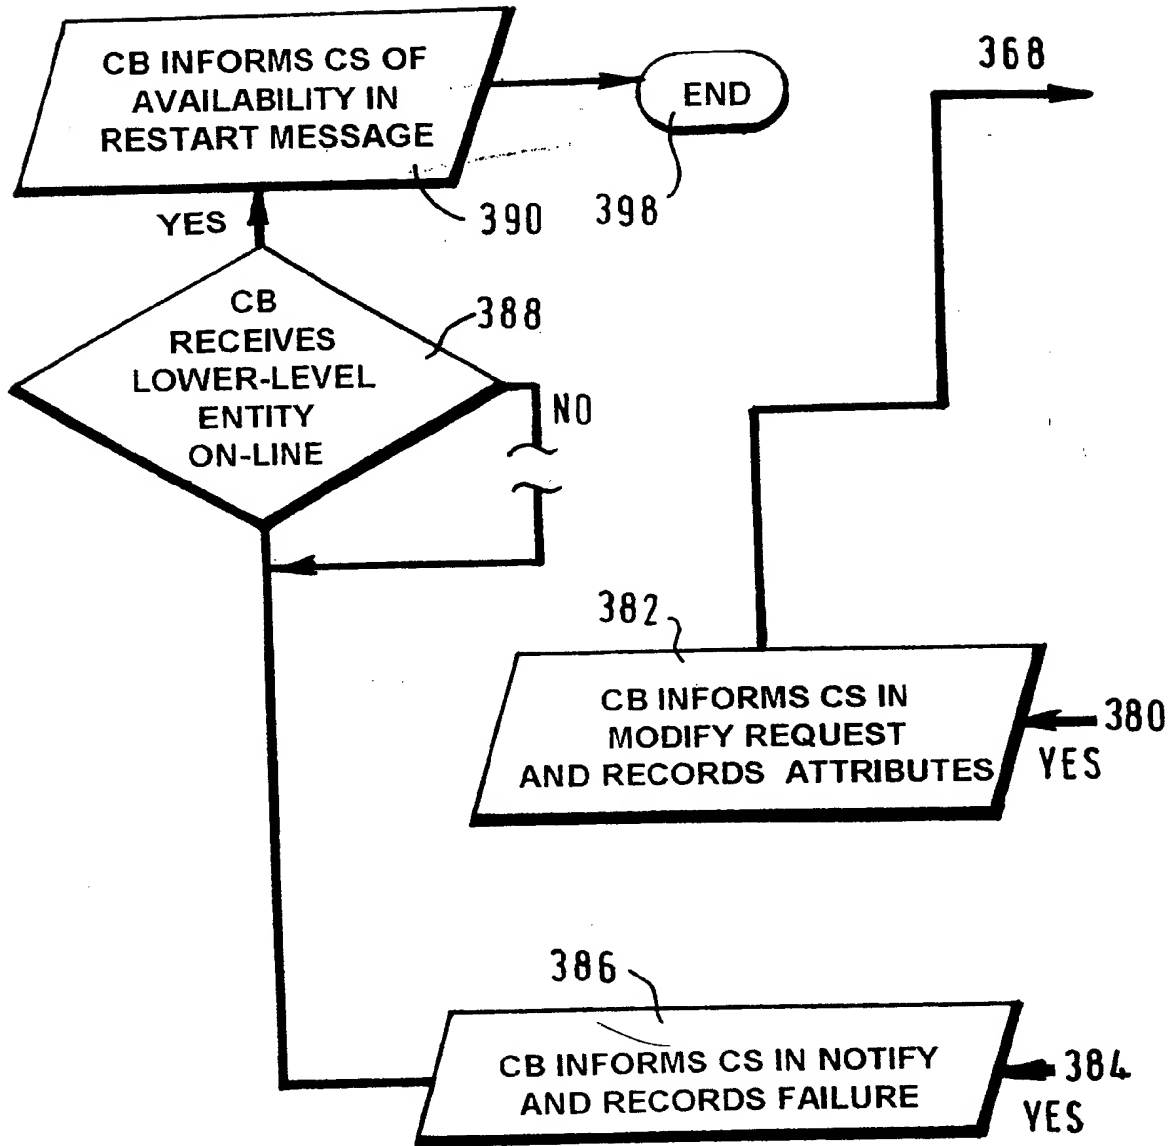 CB INFORMS CS OF
AVAILABILITY IN
RESTART MESSAGE
390
END
398
368
YES
CB
RECEIVES
LOWER-LEVEL
ENTITY
ON-LINE
388
NO
382
CB INFORMS CS IN
MODIFY REQUEST
AND RECORDS ATTRIBUTES
380
YES
386
CB INFORMS CS IN NOTIFY
AND RECORDS FAILURE
384
YES